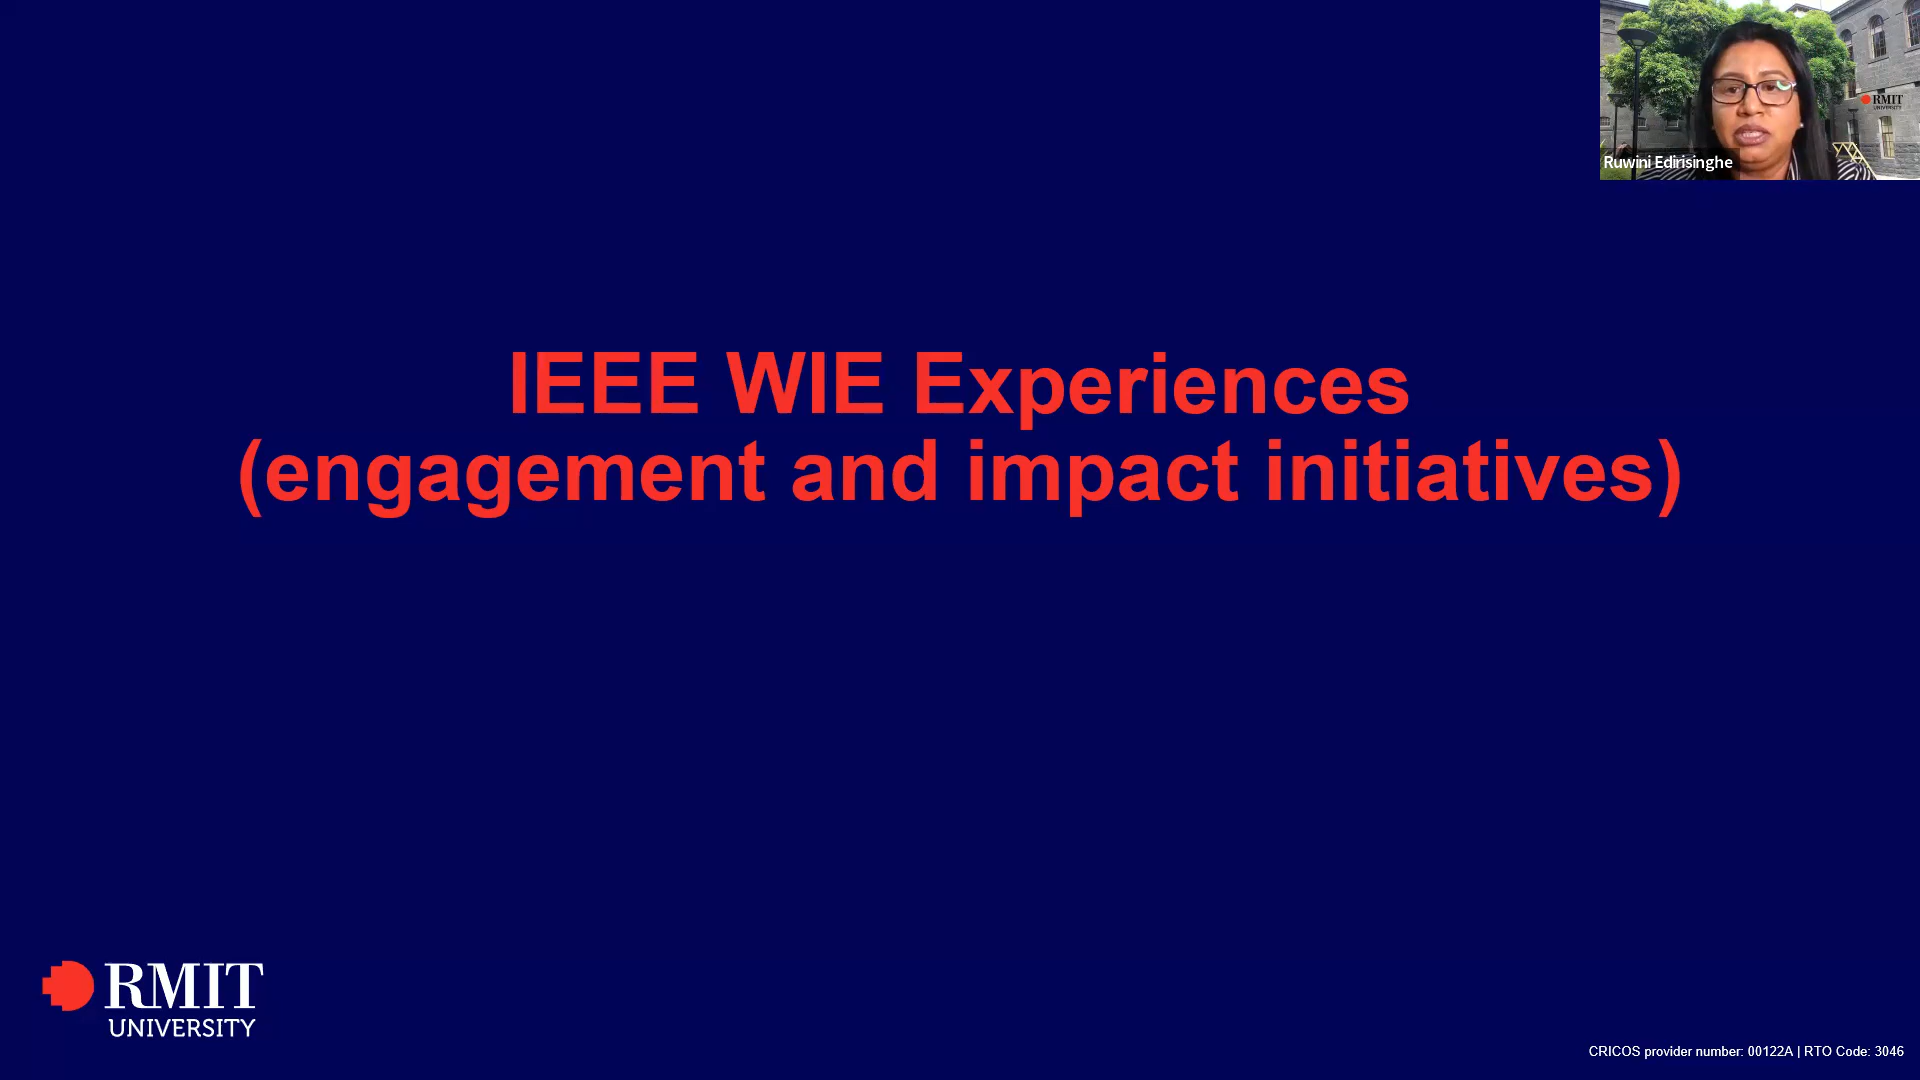 RMIT
UNIVERSITY
Ruwini Edirisinghe
IEEE WIE Experiences
(engagement and impact initiatives)
RMIT
UNIVERSITY
CRICOS provider number: 00122A | RTO Code: 3046